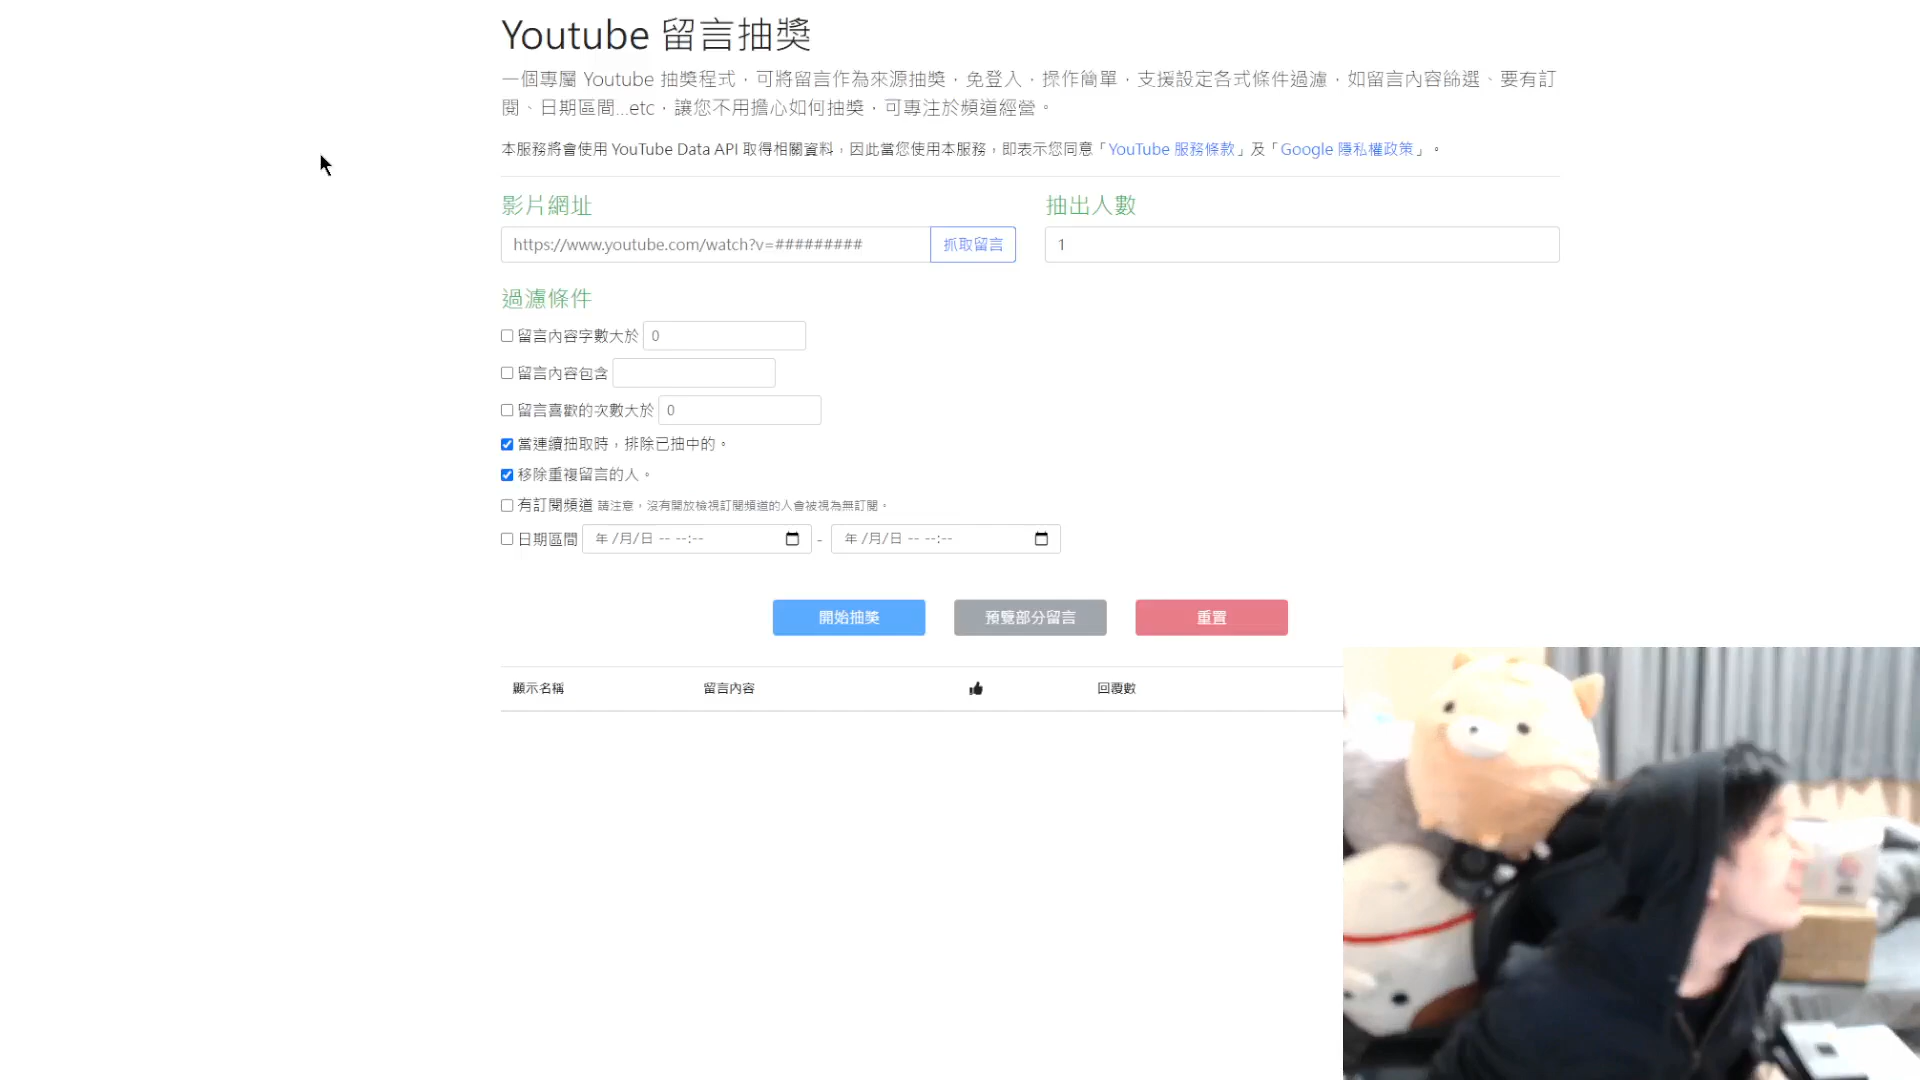 Youtube 留言抽獎
一個專屬 Youtube 抽獎程式，可將留言作為來源抽獎，免登入，操作簡單，支援設定各式條件過濾，如留言內容篩選、要有訂
閱、日期區間...etc，讓您不用擔心如何抽獎，可專注於頻道經營。
本服務將會使用 YouTube Data API 取得相關資料，因此當您使用本服務，即表示您同意「YouTube 服務條款」及「Google 隱私權政策」。
影片網址 抽出人數
https://www.youtube.com/watch?v=######### 抓取留言 1
過濾條件
留言內容字數大於 0
留言內容包含
留言喜歡的次數大於 0
當連續抽取時，排除已抽中的。
移除重複留言的人。
有訂閱頻道 請注意，沒有開放檢視訂閱頻道的人會被視為無訂閱。
日期區間 年 /月/日 -- --:-- - 年 /月/日 -- --:--
開始抽獎 預覽部分留言 重置
顯示名稱 留言內容 回覆數